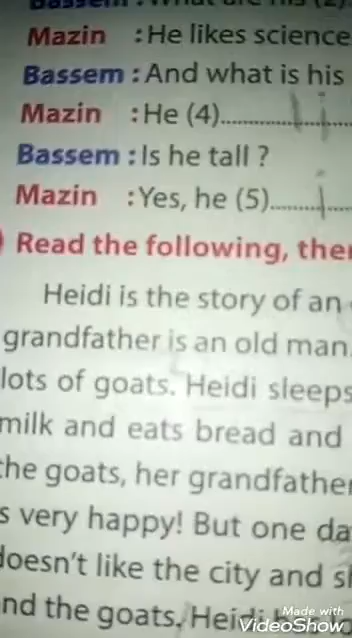 Mazin : He likes science
Bassem : And what is his
Mazin : He (4)..................
Bassem : Is he tall ?
Mazin : Yes, he (5)..............
Read the following, then
Heidi is the story of an
grandfather is an old man.
lots of goats. Heidi sleeps
milk and eats bread and
the goats, her grandfather
s very happy! But one da
doesn't like the city and sh
nd the goats. Heidi
Made with
VideoShow